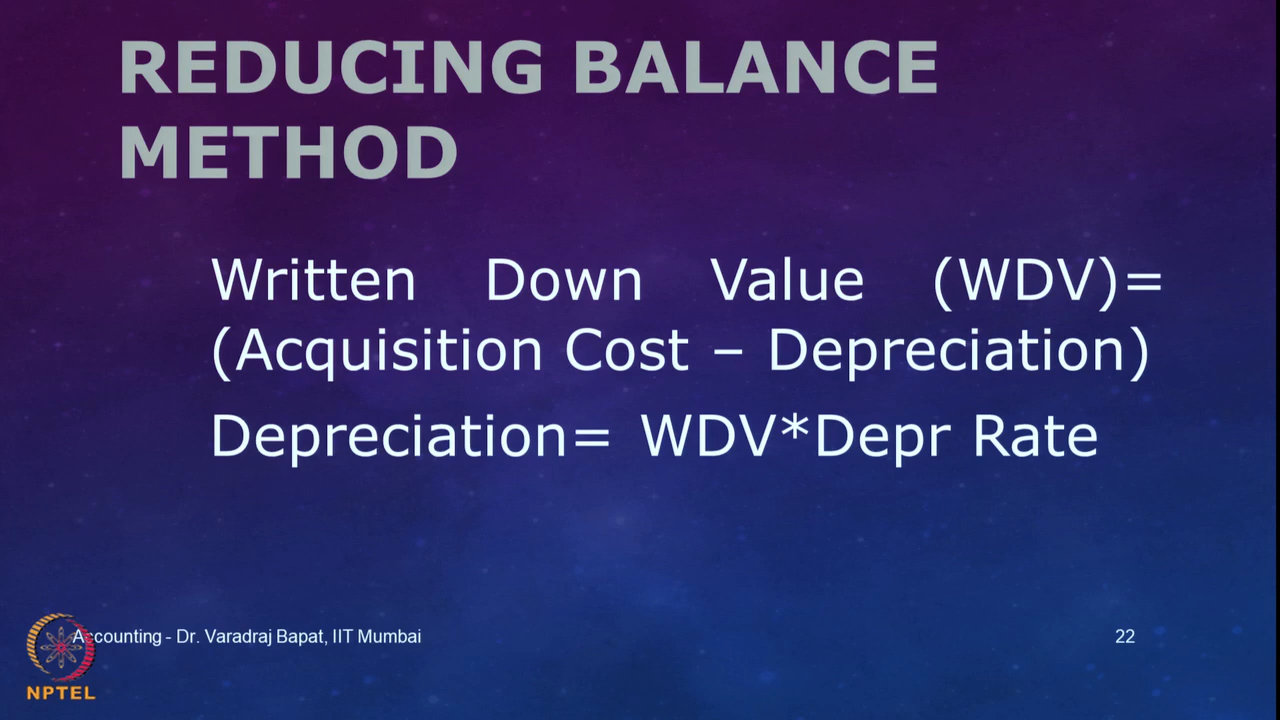 REDUCING BALANCE
METHOD
Written Down Value (WDV)=
(Acquisition Cost – Depreciation)
Depreciation= WDV*Depr Rate
Accounting - Dr. Varadraj Bapat, IIT Mumbai
22
NPTEL